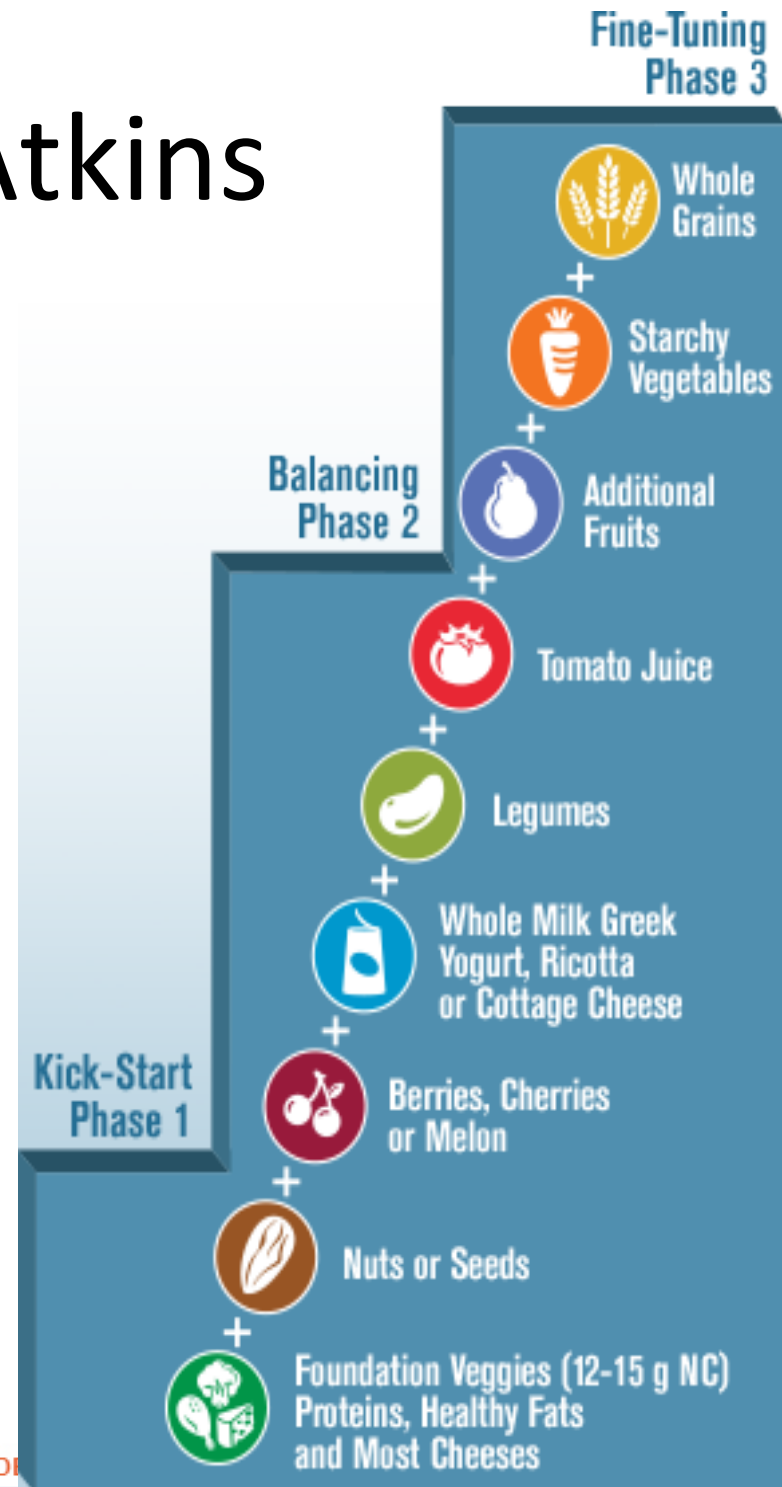 Fine-Tuning
Phase 3
Atkins
Whole
Grains
+
Starchy
Vegetables
+
Balancing
Phase 2
Additional
Fruits
+
Tomato Juice
+
Legumes
+
Whole Milk Greek
Yogurt, Ricotta
or Cottage Cheese
+
Kick-Start
Phase 1
Berries, Cherries
or Melon
+
Nuts or Seeds
+
Foundation Veggies (12-15 g NC)
Proteins, Healthy Fats
and Most Cheeses